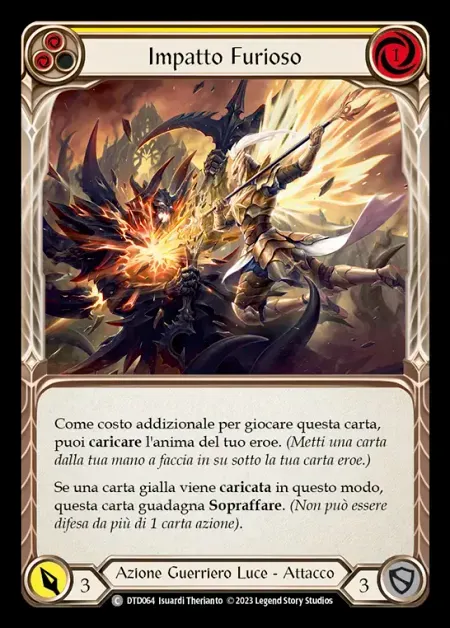 Impatto Furioso
I
Come costo addizionale per giocare questa carta,
puoi caricare l'anima del tuo eroe. (Metti una carta
dalla tua mano a faccia in su sotto la tua carta eroe.)
Se una carta gialla viene caricata in questo modo,
questa carta guadagna Sopraffare. (Non può essere
difesa da più di 1 carta azione).
3 Azione Guerriero Luce - Attacco 3
C DTD064 Isuardi Therianto © 2023 Legend Story Studios